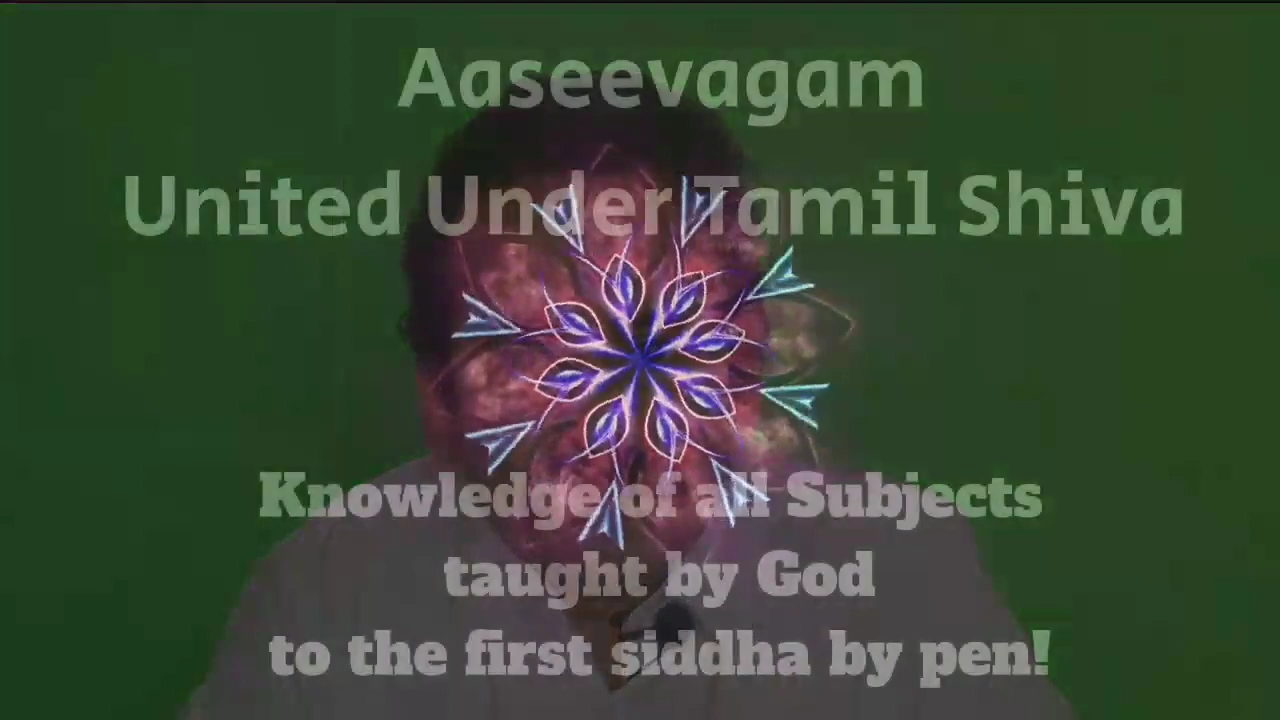 Aaseevagam
United Under Tamil Shiva
Knowledge of all Subjects
taught by God
to the first siddha by pen!